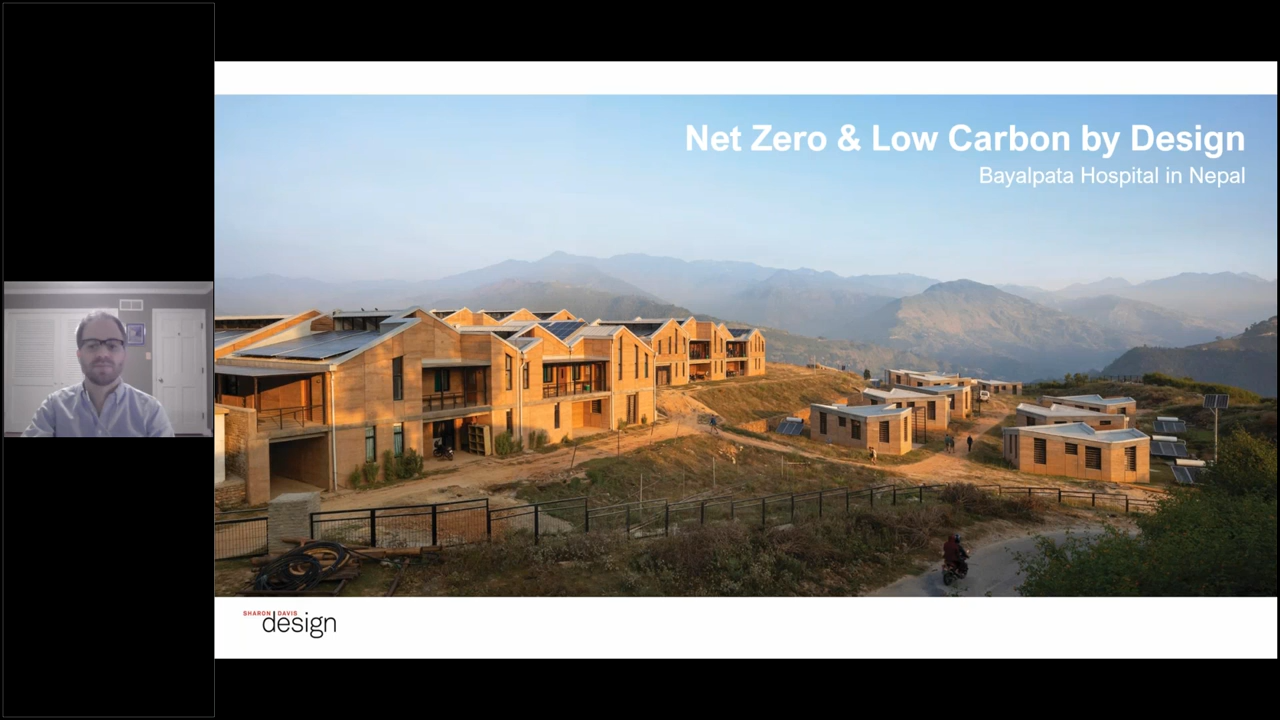 Net Zero & Low Carbon by Design
Bayalpata Hospital in Nepal
SHARON DAVIS
design